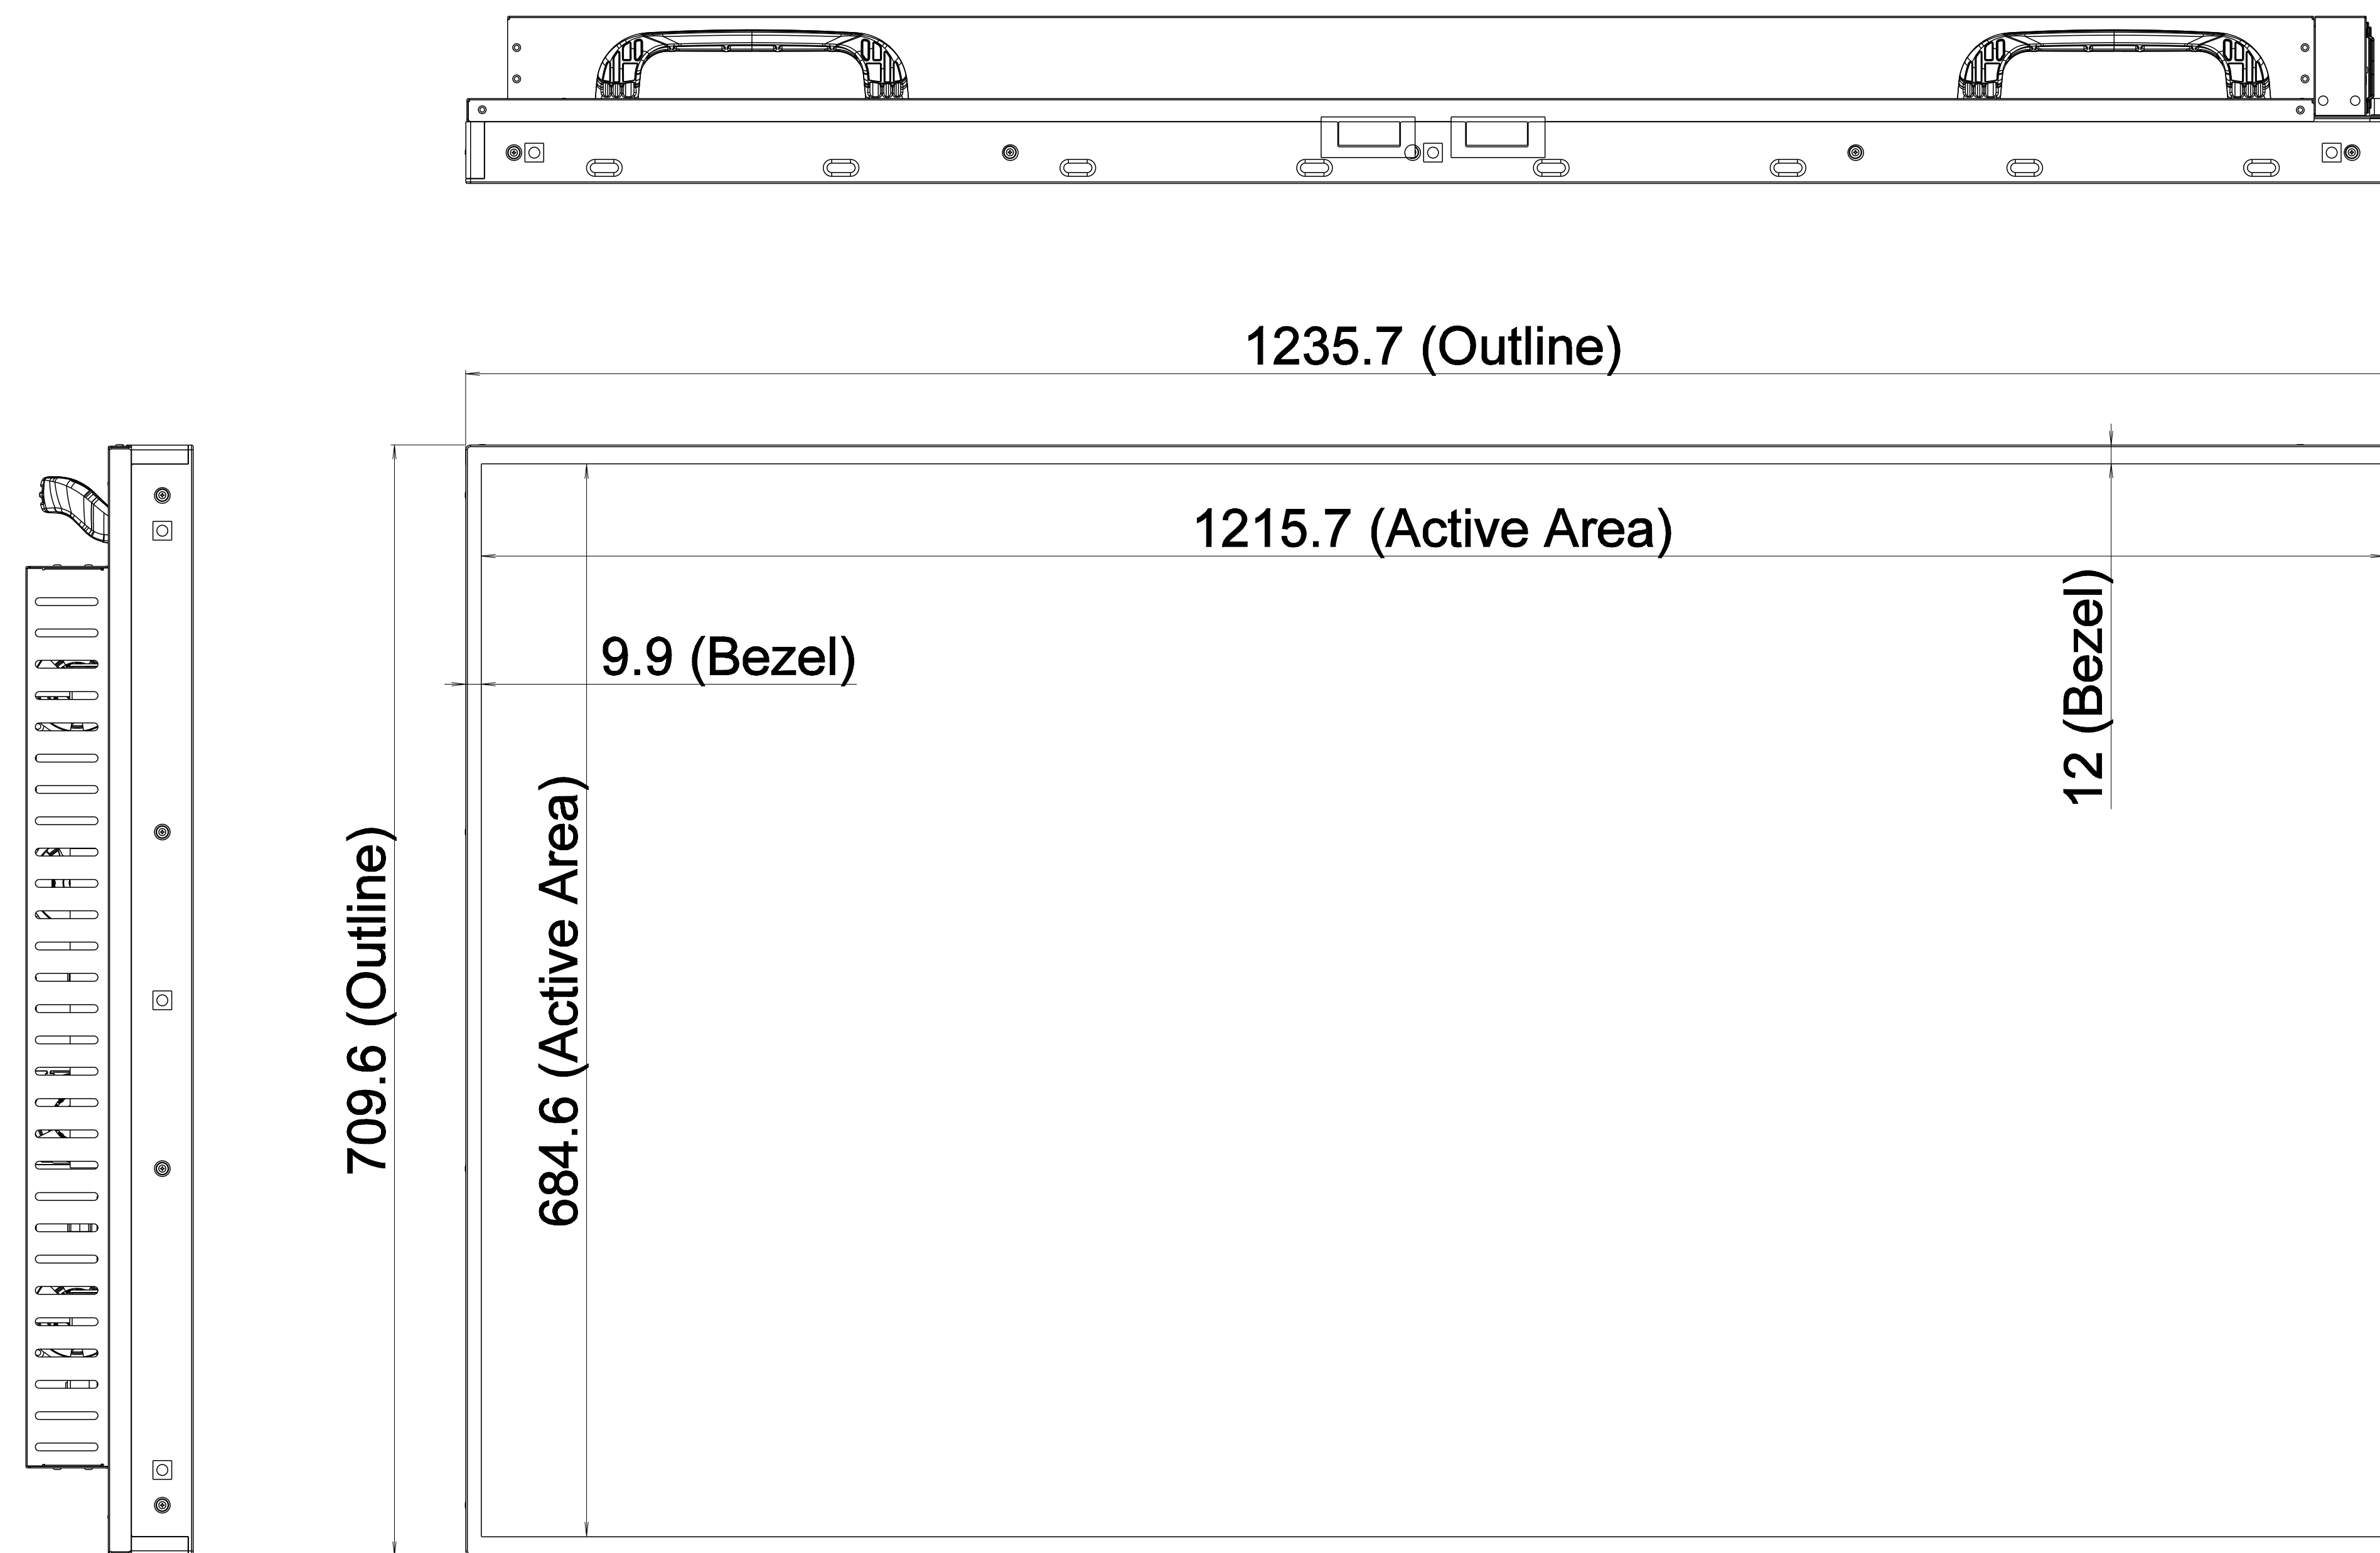 1235.7 (Outline)
1215.7 (Active Area)
9.9 (Bezel)
12 (Bezel)
709.6 (Outline)
684.6 (Active Area)